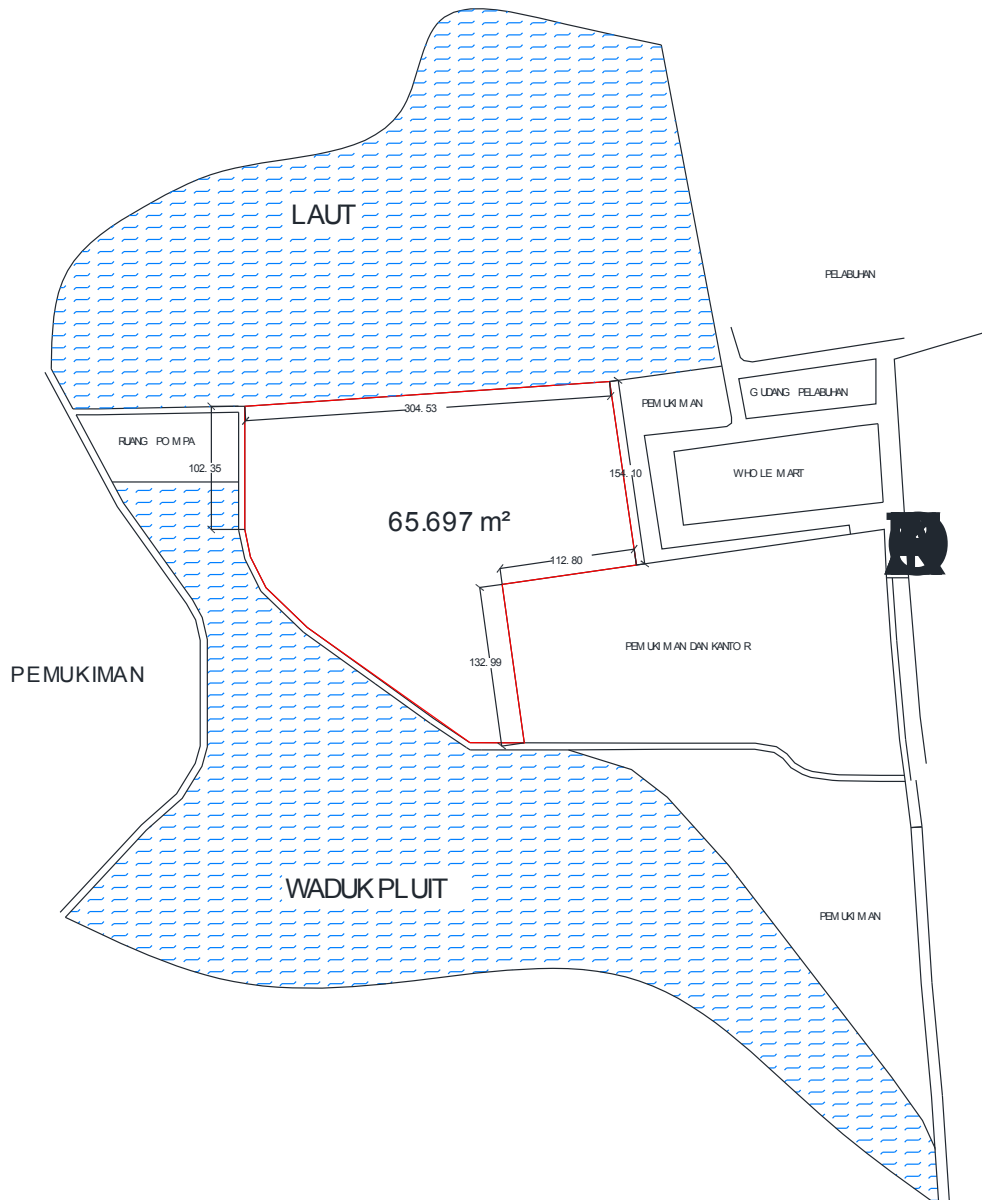 LAUT
PELABUHAN
304.53
PEMUKIMAN
GUDANG PELABUHAN
RUANG POMPA
102.35
154.10
WHOLE MART
65.697 m²
112.80
132.99
PEMUKIMAN DAN KANTOR
PEMUKIMAN
WADUK PLUIT
PEMUKIMAN